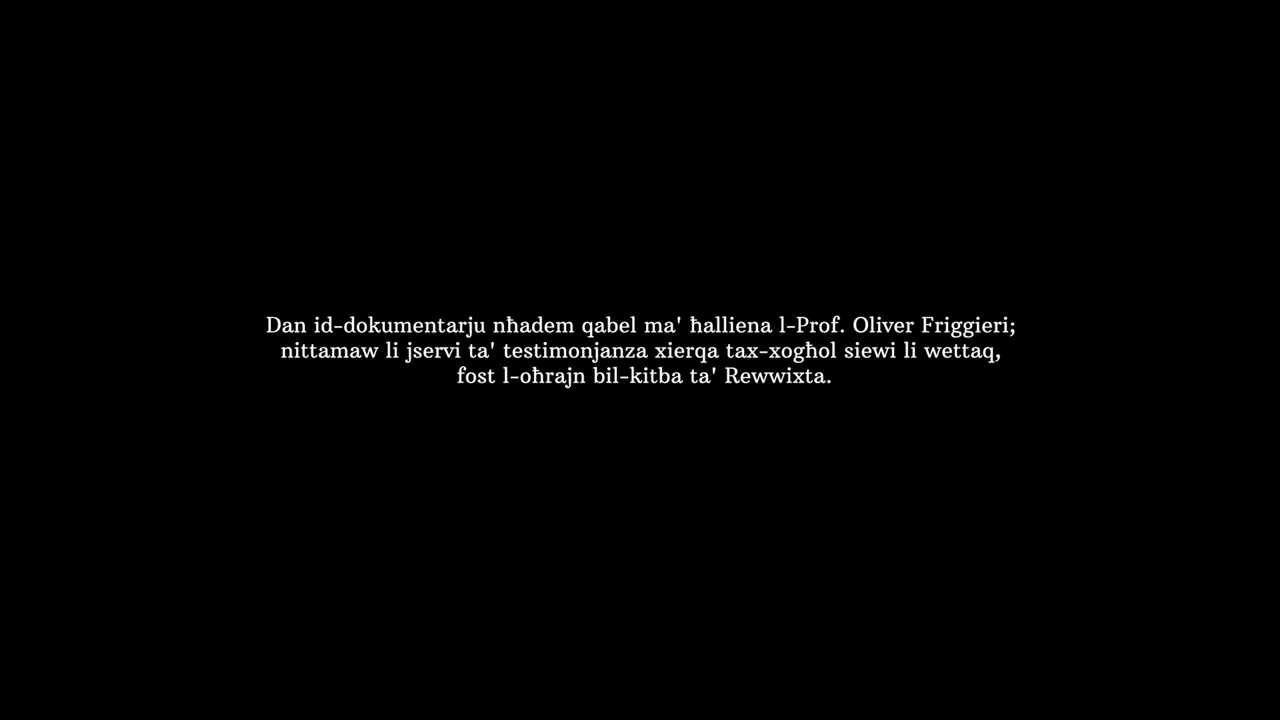 Dan id-dokumentarju nħadem qabel ma' ħalliena l-Prof. Oliver Friggieri;
nittamaw li jservi ta' testimonjanza xierqa tax-xogħol siewi li wettaq,
fost l-oħrajn bil-kitba ta' Rewwixta.